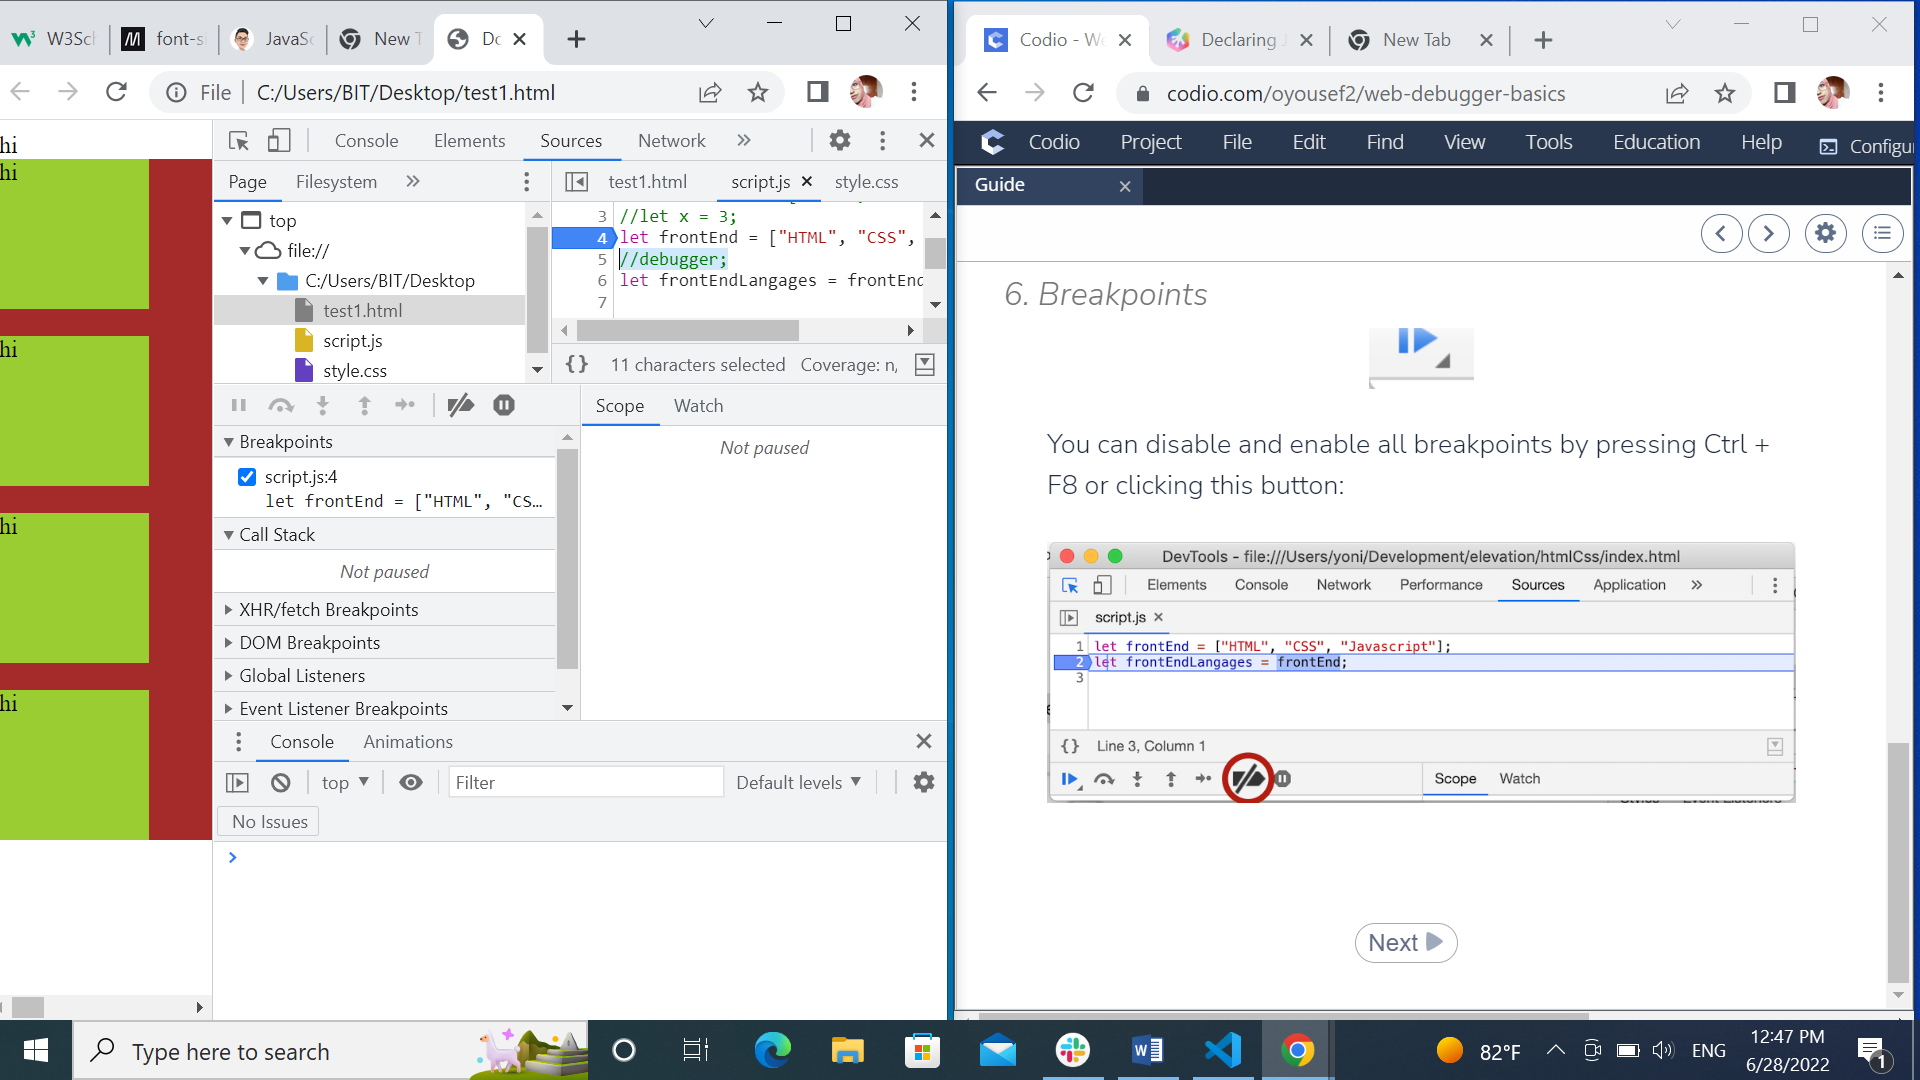 W3Sch
font-si
JavaSc
New T
Do
File
C:/Users/BIT/Desktop/test1.html
hi
hi
hi
hi
hi
Console
Elements
Sources
Network
Page
Filesystem
top
file://
C:/Users/BIT/Desktop
test1.html
script.js
style.css
test1.html
script.js
style.css
3 //let x = 3;
4 let frontEnd = ["HTML", "CSS",
5 //debugger;
6 let frontEndLangages = frontEnd
7
{} 11 characters selected
Coverage: n,
Breakpoints
script.js:4
let frontEnd = ["HTML", "CS…
Call Stack
Not paused
XHR/fetch Breakpoints
DOM Breakpoints
Global Listeners
Event Listener Breakpoints
Scope
Watch
Not paused
Console
Animations
top
Filter
Default levels
No Issues
Codio - We
Declaring J
New Tab
codio.com/oyousef2/web-debugger-basics
Codio
Project
File
Edit
Find
View
Tools
Education
Help
Configu
Guide
6. Breakpoints
You can disable and enable all breakpoints by pressing Ctrl +
F8 or clicking this button:
DevTools - file:///Users/yoni/Development/elevation/htmlCss/index.html
Elements
Console
Network
Performance
Sources
Application
script.js
1 let frontEnd = ["HTML", "CSS", "Javascript"];
2 let frontEndLangages = frontEnd;
3
{} Line 3, Column 1
Scope
Watch
Next
Type here to search
82°F
ENG
12:47 PM
6/28/2022
1